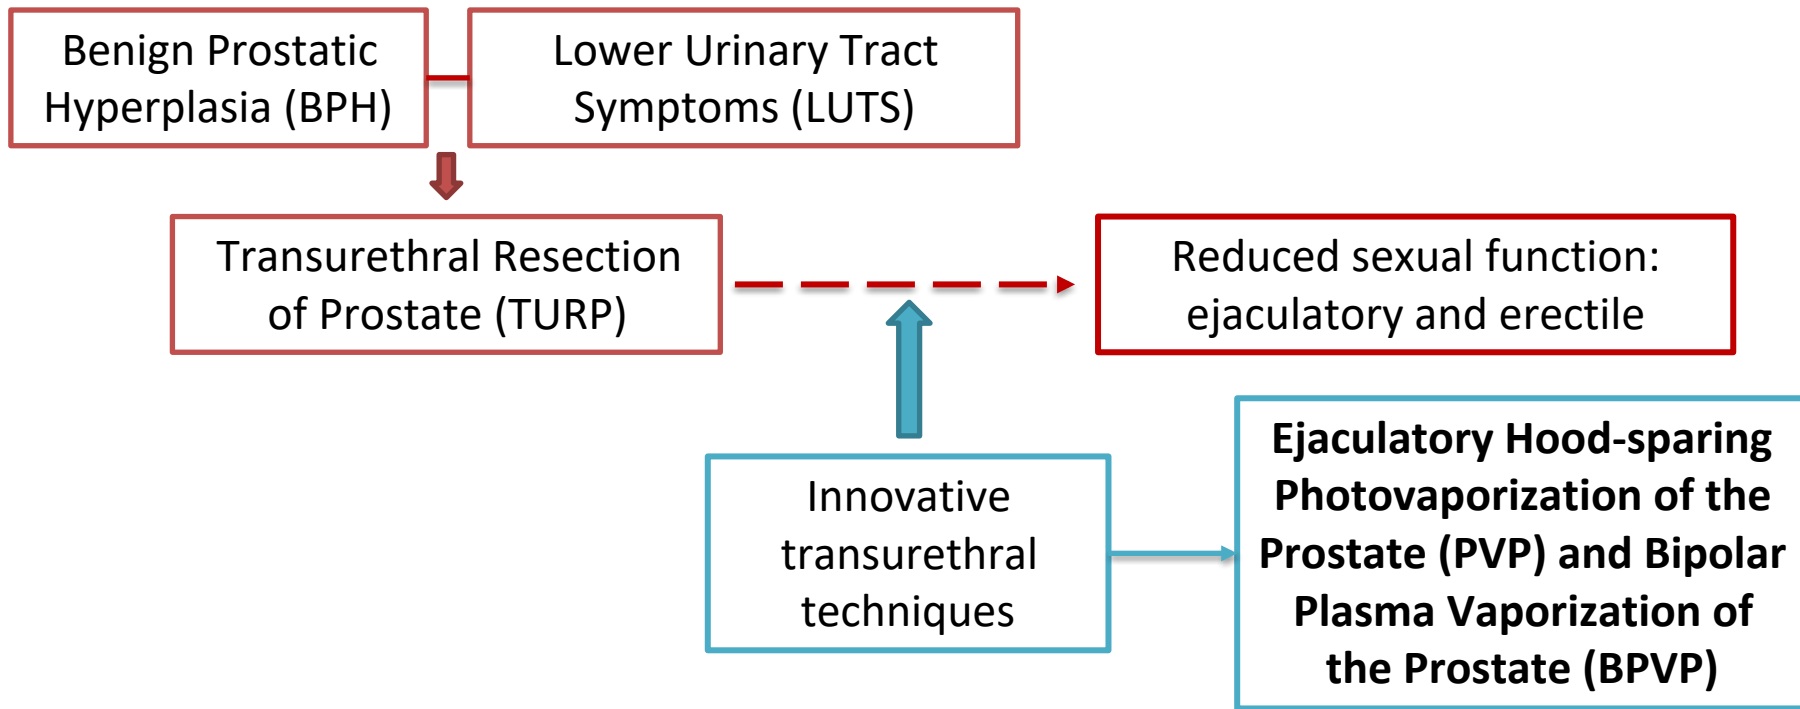 Benign Prostatic
Hyperplasia (BPH)
Lower Urinary Tract
Symptoms (LUTS)
Transurethral Resection
of Prostate (TURP)
Reduced sexual function:
ejaculatory and erectile
Innovative
transurethral
techniques
Ejaculatory Hood-sparing
Photovaporization of the
Prostate (PVP) and Bipolar
Plasma Vaporization of
the Prostate (BPVP)